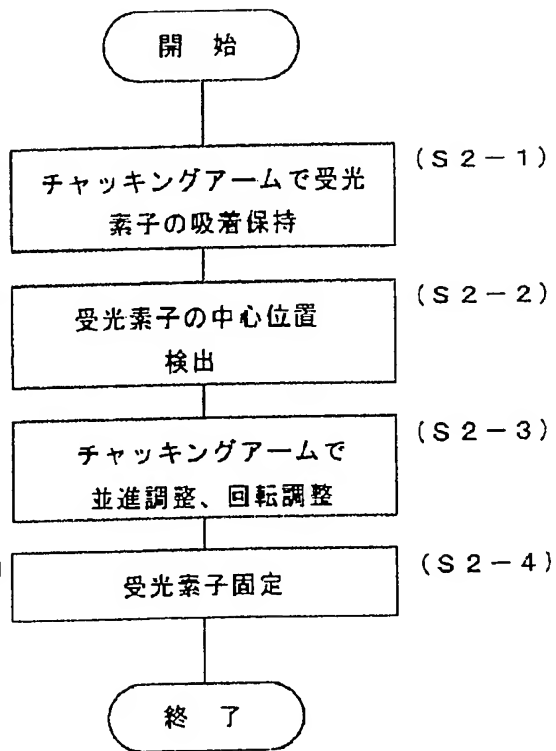 開 始
チャッキングアームで受光
素子の吸着保持
(S2-1)
受光素子の中心位置
検出
(S2-2)
チャッキングアームで
並進調整、回転調整
(S2-3)
受光素子固定
(S2-4)
終 了